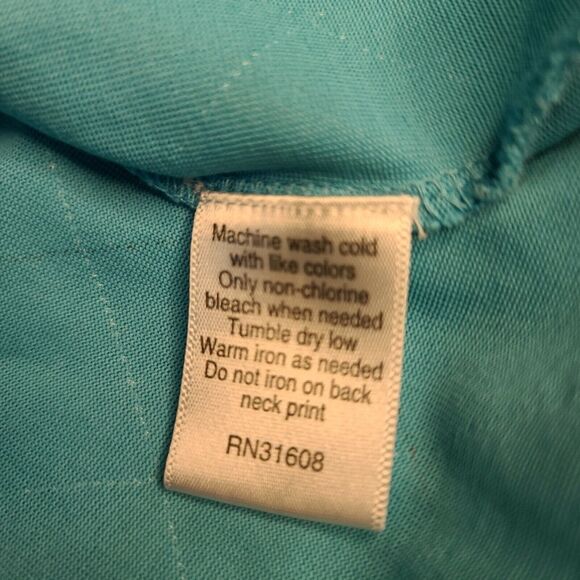 Machine wash cold
with like colors
Only non-chlorine
bleach when needed
Tumble dry low
Warm iron as needed
Do not iron on back
neck print
RN31608